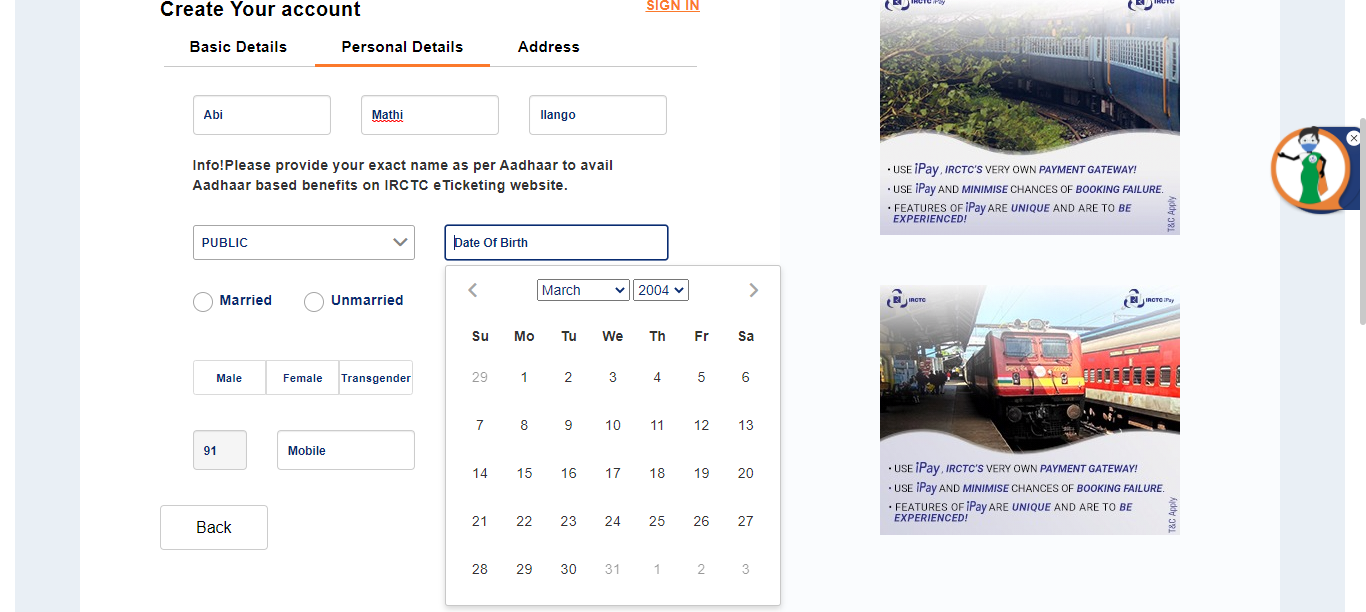 Create Your account
SIGN IN
Basic Details Personal Details Address
Abi Mathi Ilango
Info!Please provide your exact name as per Aadhaar to avail
Aadhaar based benefits on IRCTC eTicketing website.
PUBLIC Date Of Birth
Married Unmarried
Male Female Transgender
91 Mobile
Back
March 2004
Su Mo Tu We Th Fr Sa
29 1 2 3 4 5 6
7 8 9 10 11 12 13
14 15 16 17 18 19 20
21 22 23 24 25 26 27
28 29 30 31 1 2 3
IRCTC iPay IRCTC
• USE iPay, IRCTC'S VERY OWN PAYMENT GATEWAY!
• USE iPay AND MINIMISE CHANCES OF BOOKING FAILURE.
• FEATURES OF iPay ARE UNIQUE AND ARE TO BE
EXPERIENCED!
T&C Apply
IRCTC IRCTC iPay
• USE iPay, IRCTC'S VERY OWN PAYMENT GATEWAY!
• USE iPay AND MINIMISE CHANCES OF BOOKING FAILURE.
• FEATURES OF iPay ARE UNIQUE AND ARE TO BE
EXPERIENCED!
T&C Apply